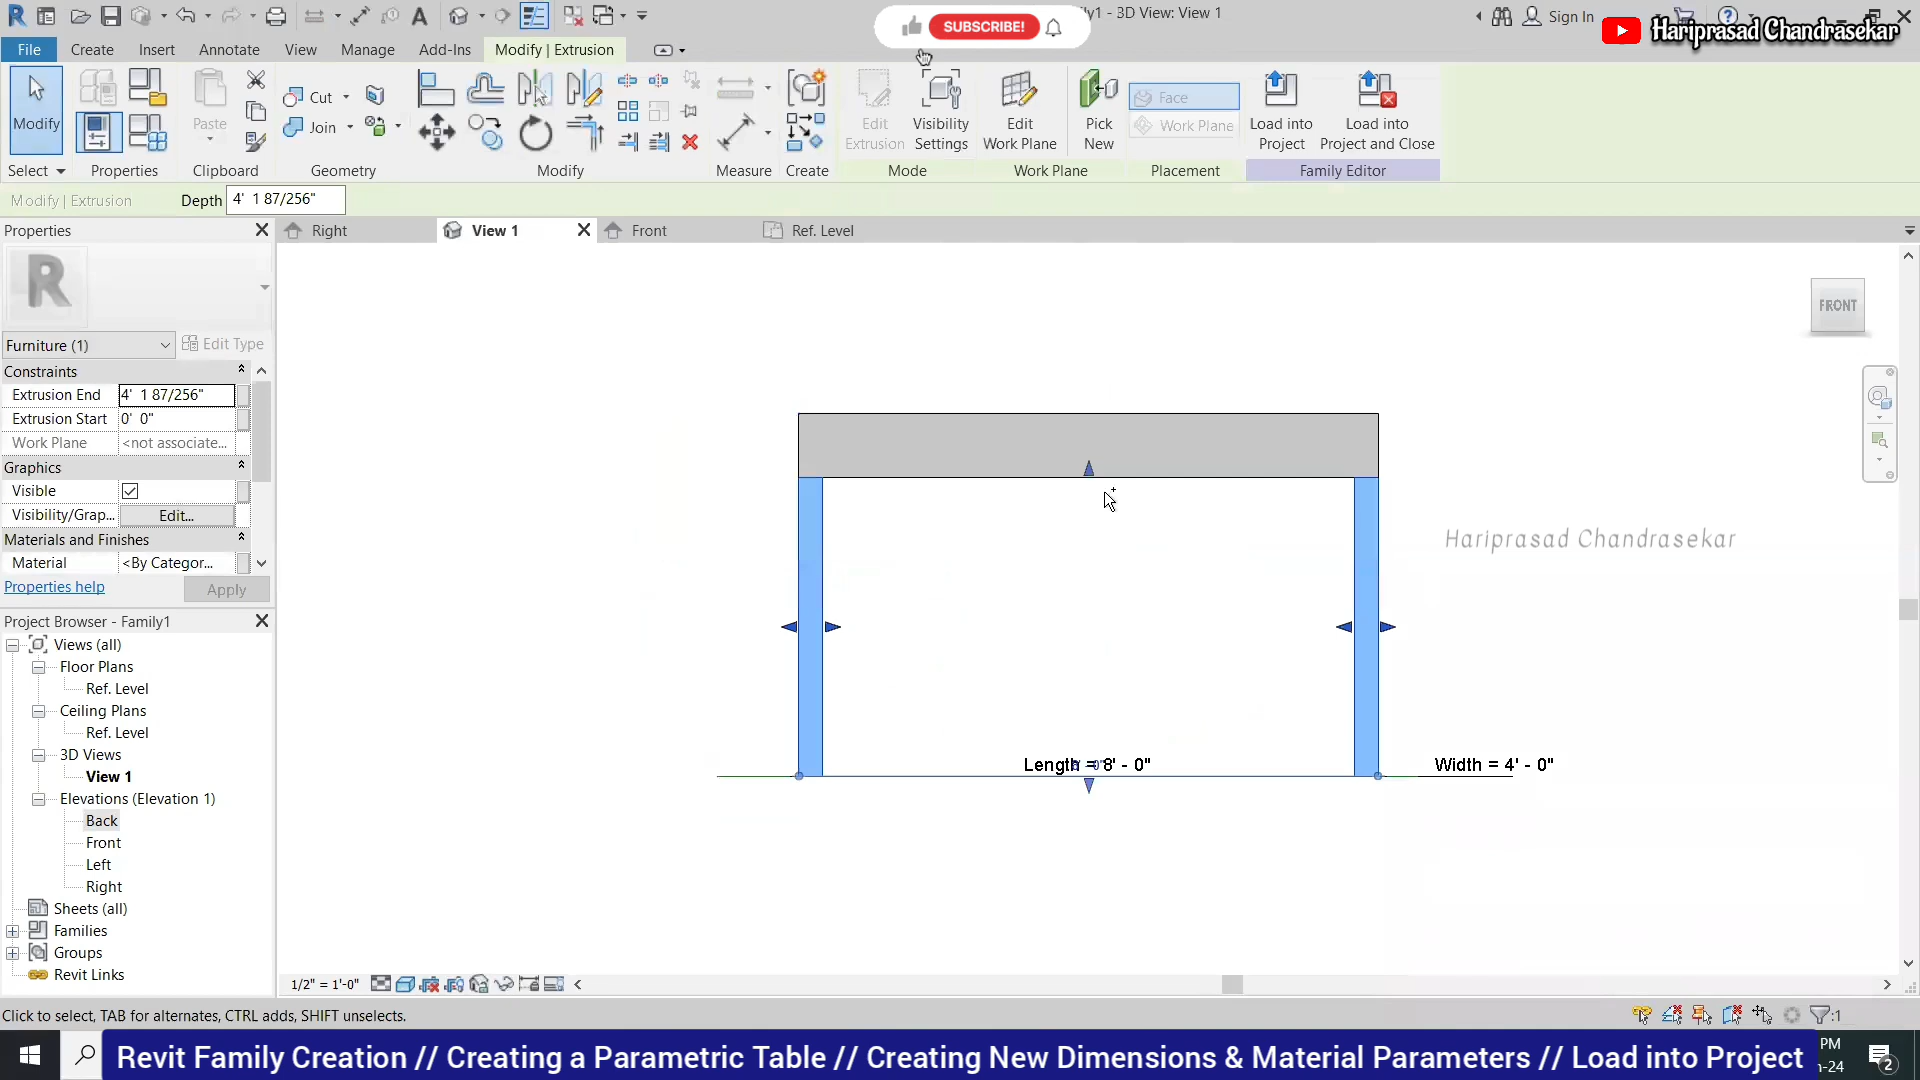 ly1 - 3D View: View 1
SUBSCRIBE!
Sign In
Hariprasad Chandrasekar
File
Create
Insert
Annotate
View
Manage
Add-Ins
Modify | Extrusion
Modify
Paste
Cut
Join
Edit
Extrusion
Visibility
Settings
Edit
Work Plane
Pick
New
Face
Work Plane
Load into
Project
Load into
Project and Close
Select
Properties
Clipboard
Geometry
Modify
Measure
Create
Mode
Work Plane
Placement
Family Editor
Modify | Extrusion
Depth
4' 1 87/256"
Properties
Right
View 1
Front
Ref. Level
R
FRONT
Furniture (1)
Edit Type
Constraints
Extrusion End
4' 1 87/256"
Extrusion Start
0' 0"
Work Plane
<not associate...
Graphics
Visible
Visibility/Grap...
Edit...
Materials and Finishes
Material
<By Categor...
Properties help
Apply
Hariprasad Chandrasekar
Project Browser - Family1
Views (all)
Floor Plans
Ref. Level
Ceiling Plans
Ref. Level
3D Views
View 1
Elevations (Elevation 1)
Back
Front
Left
Right
Sheets (all)
Families
Groups
Revit Links
Length = 8' - 0"
Width = 4' - 0"
1/2" = 1'-0"
Click to select, TAB for alternates, CTRL adds, SHIFT unselects.
:1
Revit Family Creation // Creating a Parametric Table // Creating New Dimensions & Material Parameters // Load into Project
PM
-24
2